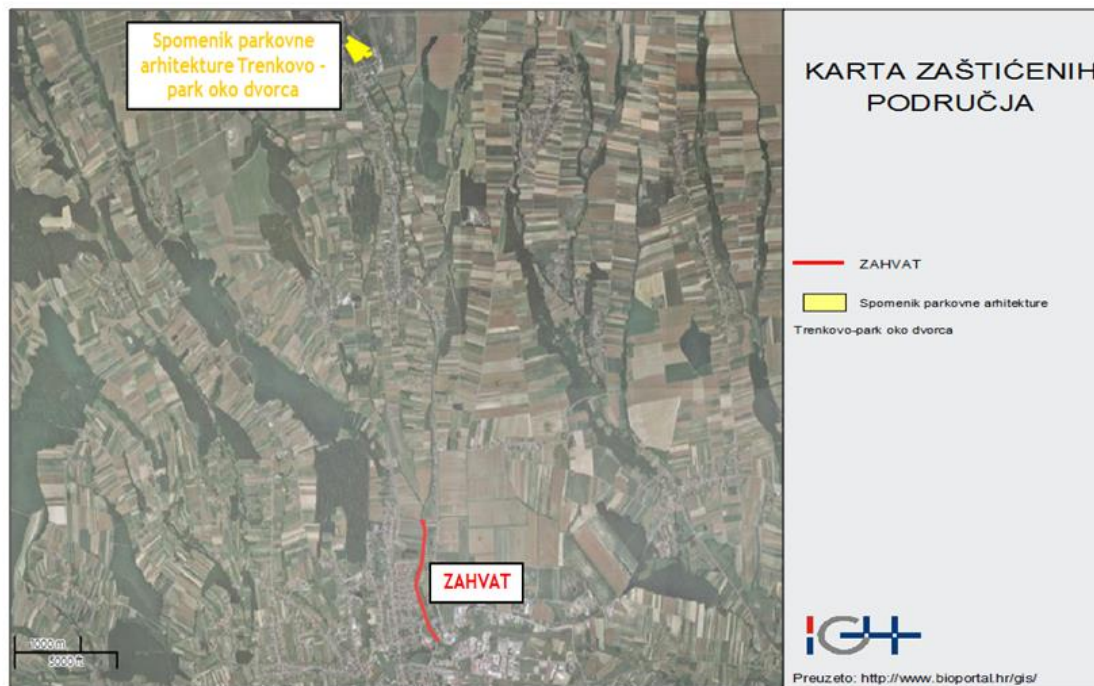 Spomenik parkovne
arhitekture Trenkovo -
park oko dvorca
ZAHVAT
1000 m
5000 ft
KARTA ZAŠTIĆENIH
PODRUČJA
ZAHVAT
Spomenik parkovne arhitekture
Trenkovo-park oko dvorca
IGH
Preuzeto: http://www.bioportal.hr/gis/